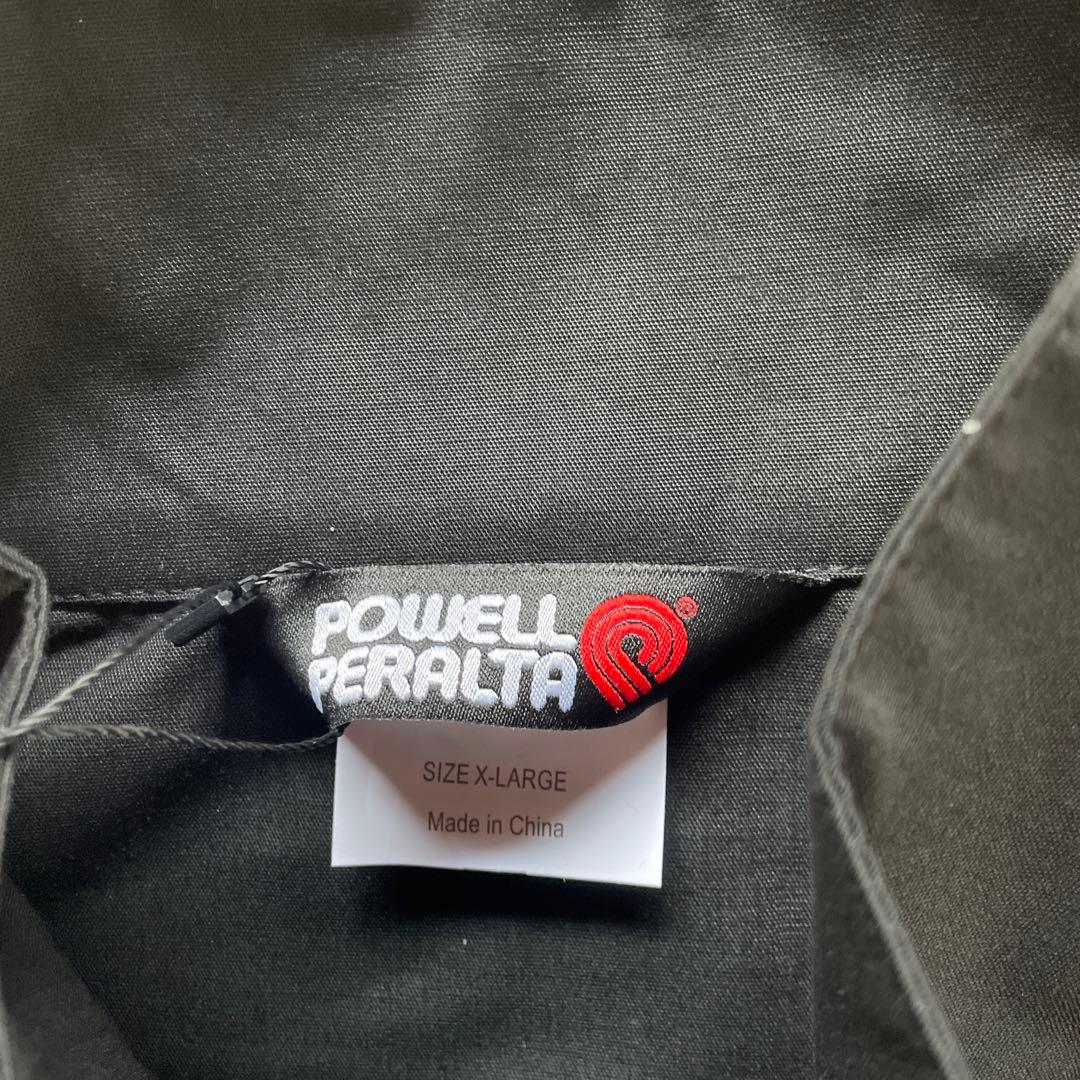 POWELL
PERALTA
®
SIZE X-LARGE
Made in China